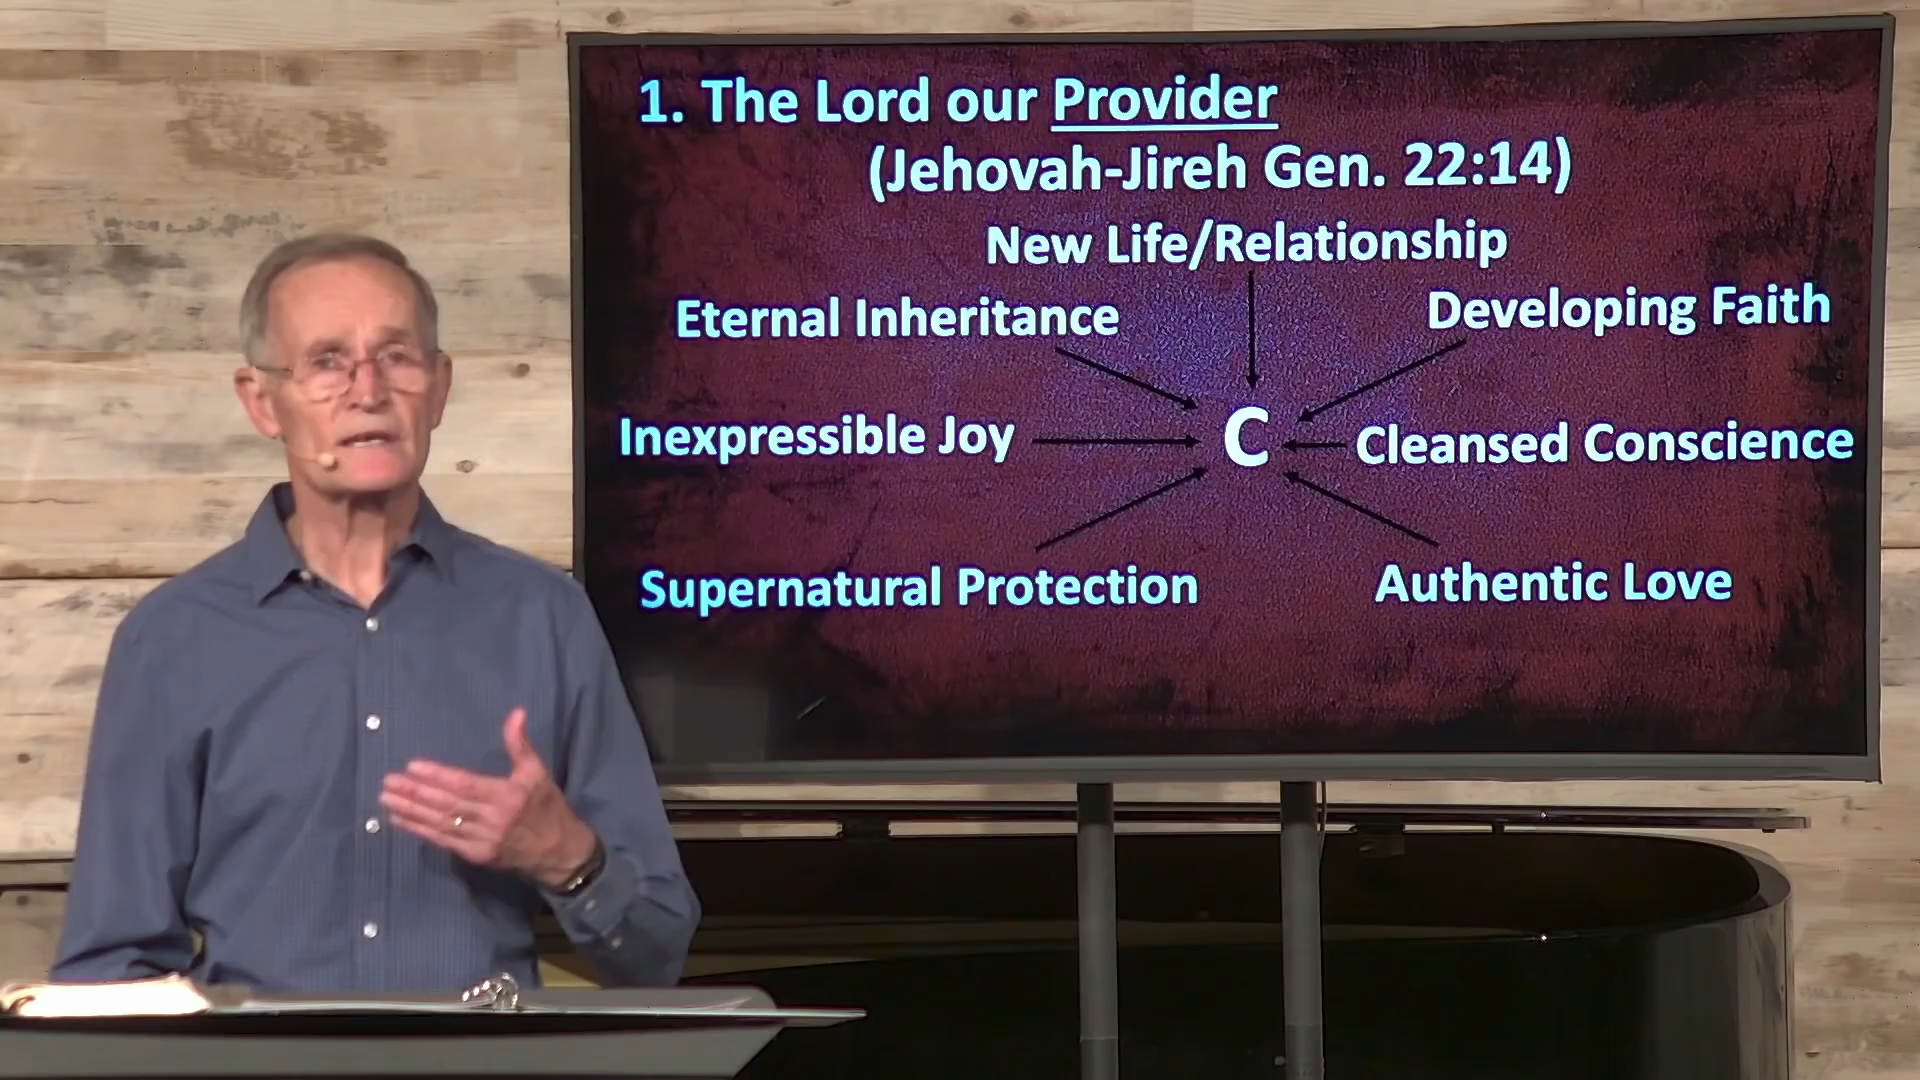 1. The Lord our Provider
(Jehovah-Jireh Gen. 22:14)
New Life/Relationship
Eternal Inheritance
Developing Faith
Inexpressible Joy
C
Cleansed Conscience
Supernatural Protection
Authentic Love